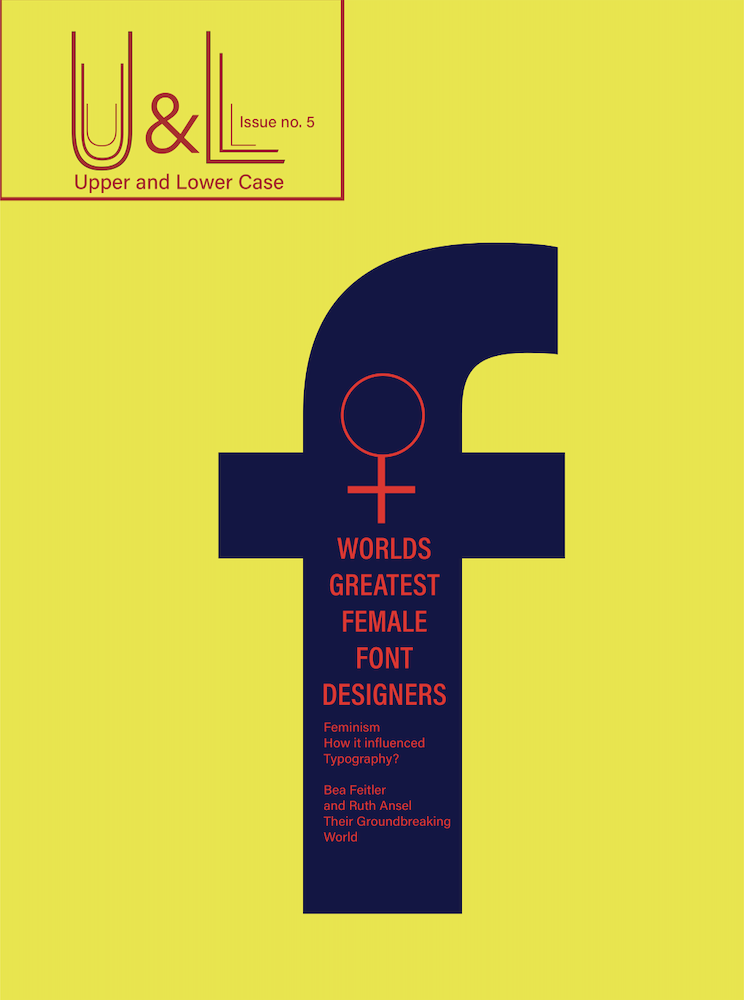 U&L
Issue no. 5
Upper and Lower Case
f
WORLDS
GREATEST
FEMALE
FONT
DESIGNERS
Feminism
How it influenced
Typography?
Bea Feitler
and Ruth Ansel
Their Groundbreaking
World